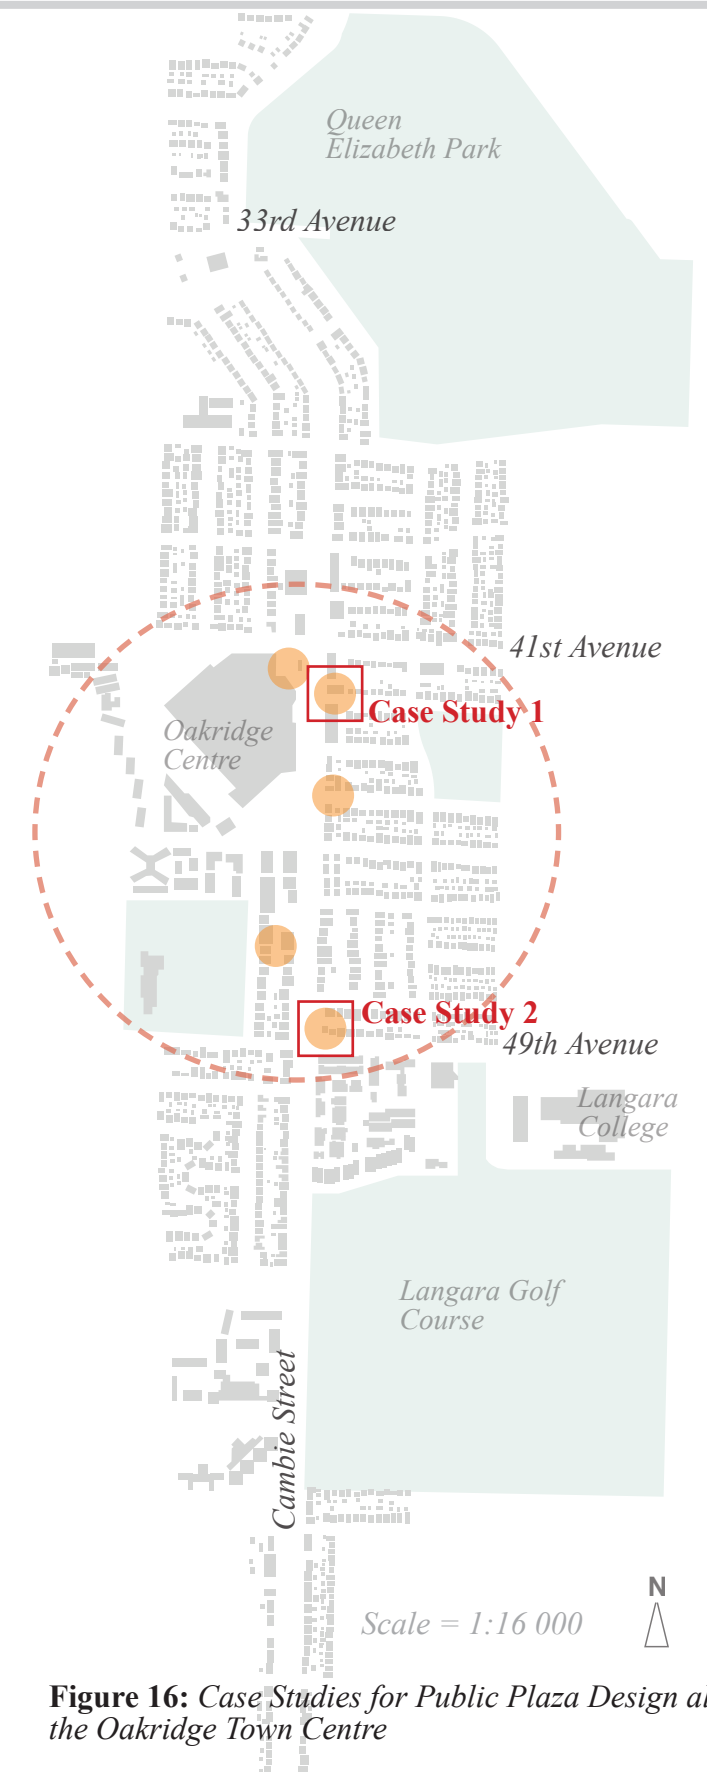 Queen
Elizabeth Park
33rd Avenue
41st Avenue
Case Study 1
Oakridge
Centre
Case Study 2
49th Avenue
Langara
College
Langara Golf
Course
Cambie Street
N
Scale = 1:16 000
Figure 16: Case Studies for Public Plaza Design al
the Oakridge Town Centre